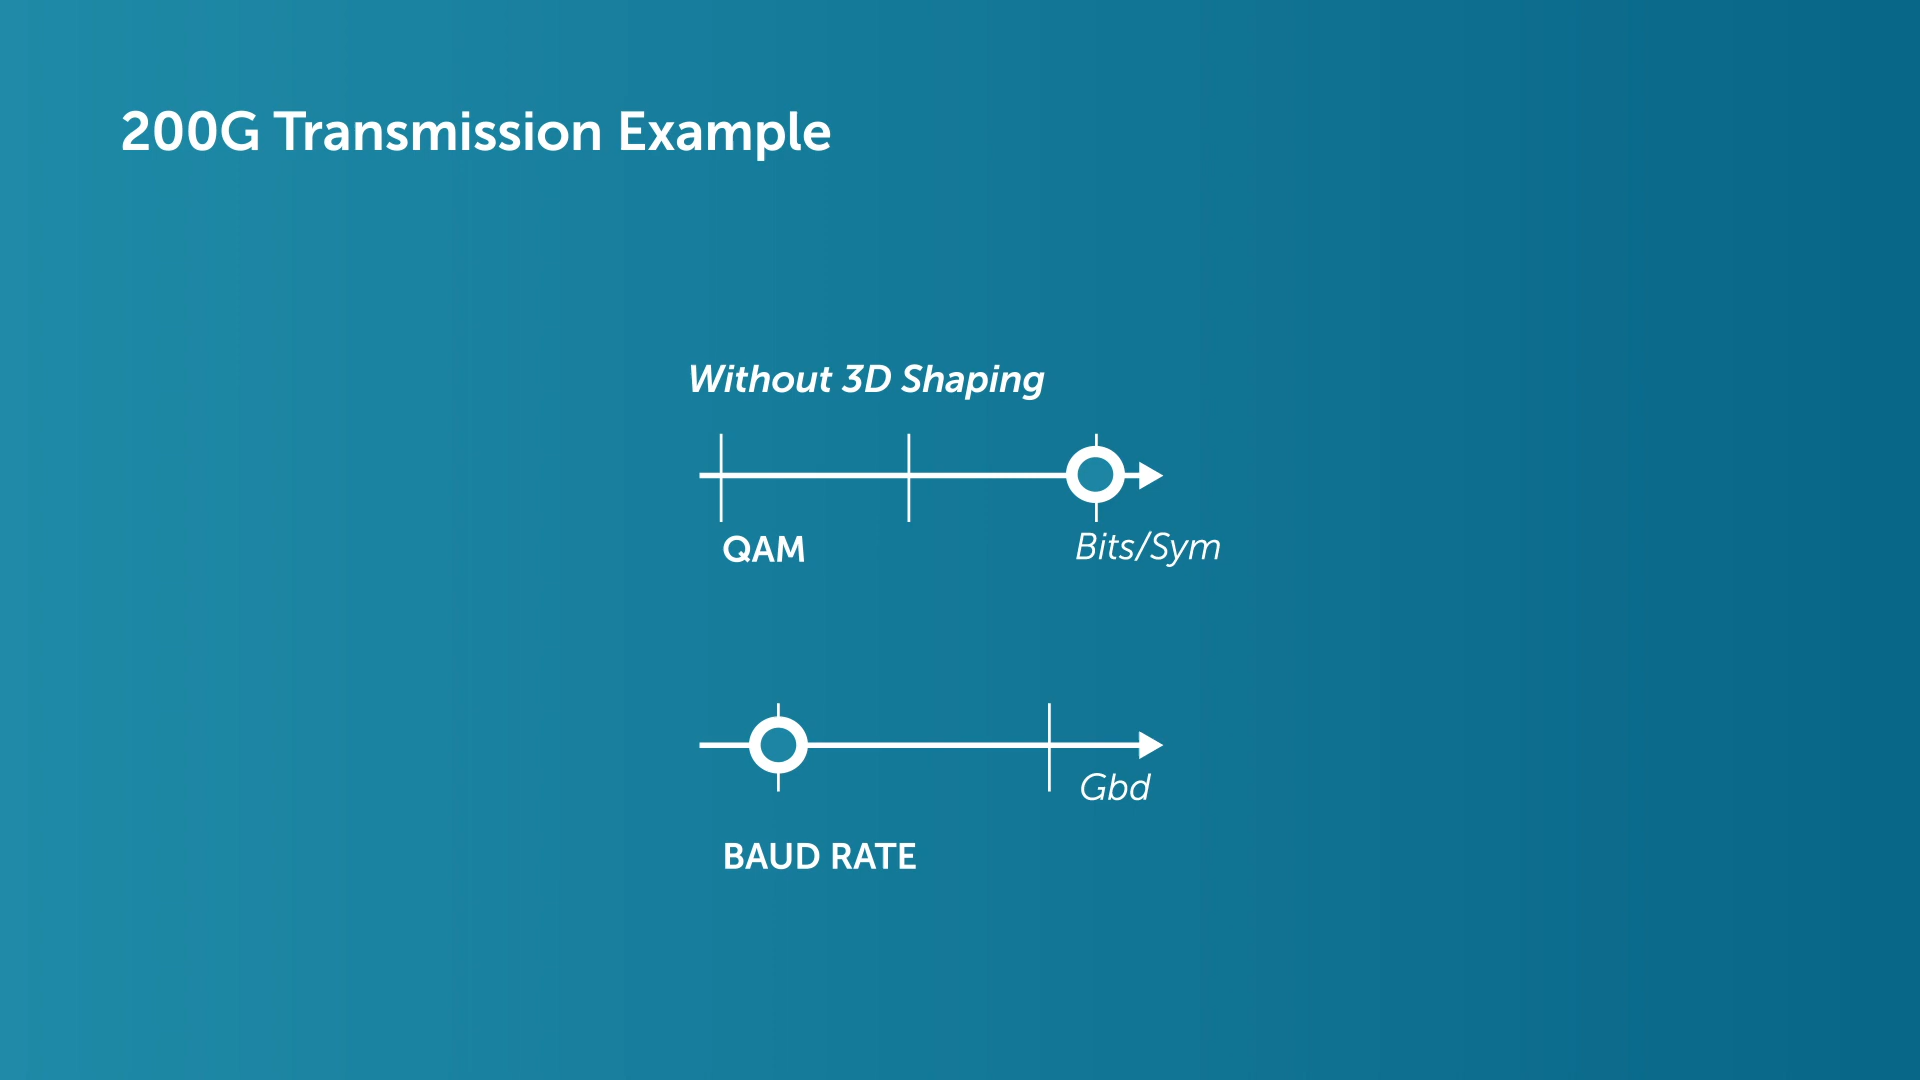 200G Transmission Example
Without 3D Shaping
QAM
Bits/Sym
Gbd
BAUD RATE